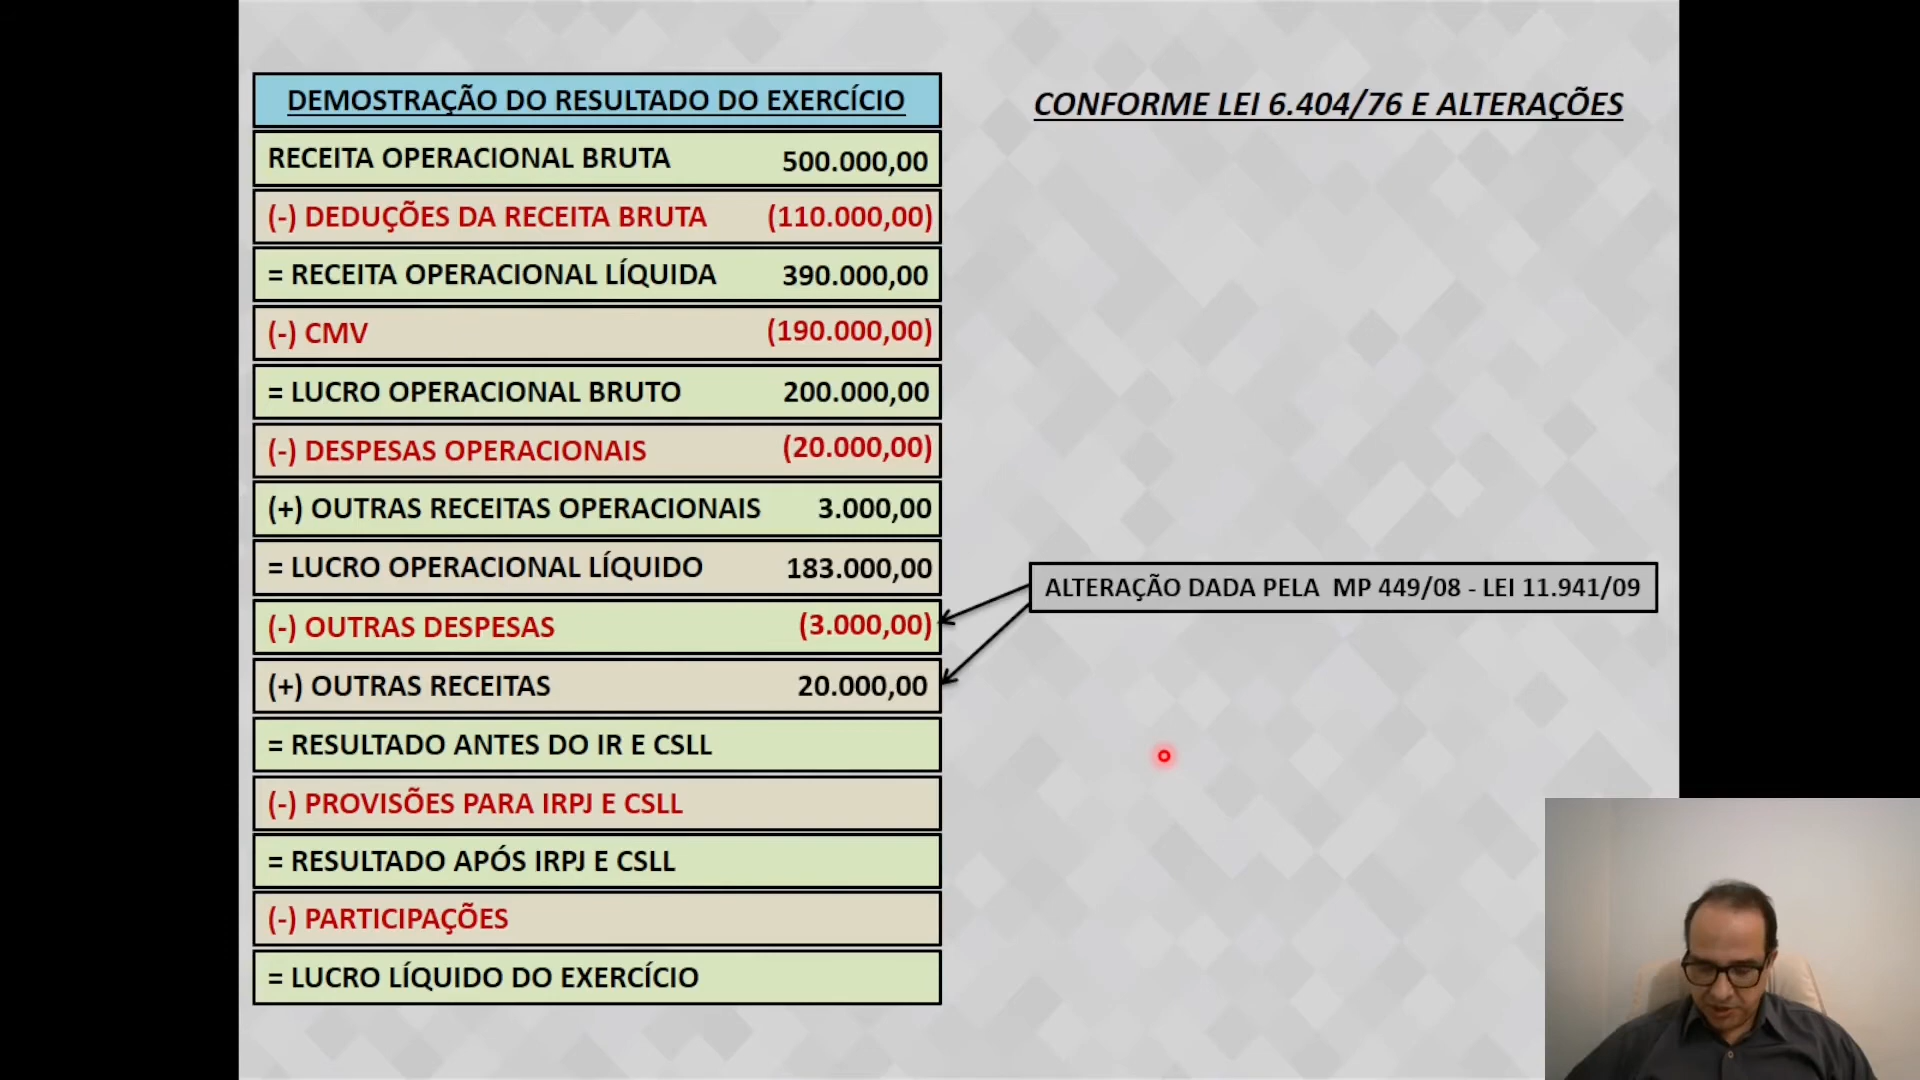 DEMOSTRAÇÃO DO RESULTADO DO EXERCÍCIO
CONFORME LEI 6.404/76 E ALTERAÇÕES
RECEITA OPERACIONAL BRUTA 500.000,00
(-) DEDUÇÕES DA RECEITA BRUTA (110.000,00)
= RECEITA OPERACIONAL LÍQUIDA 390.000,00
(-) CMV (190.000,00)
= LUCRO OPERACIONAL BRUTO 200.000,00
(-) DESPESAS OPERACIONAIS (20.000,00)
(+) OUTRAS RECEITAS OPERACIONAIS 3.000,00
= LUCRO OPERACIONAL LÍQUIDO 183.000,00
ALTERAÇÃO DADA PELA MP 449/08 - LEI 11.941/09
(-) OUTRAS DESPESAS (3.000,00)
(+) OUTRAS RECEITAS 20.000,00
= RESULTADO ANTES DO IR E CSLL
(-) PROVISÕES PARA IRPJ E CSLL
= RESULTADO APÓS IRPJ E CSLL
(-) PARTICIPAÇÕES
= LUCRO LÍQUIDO DO EXERCÍCIO